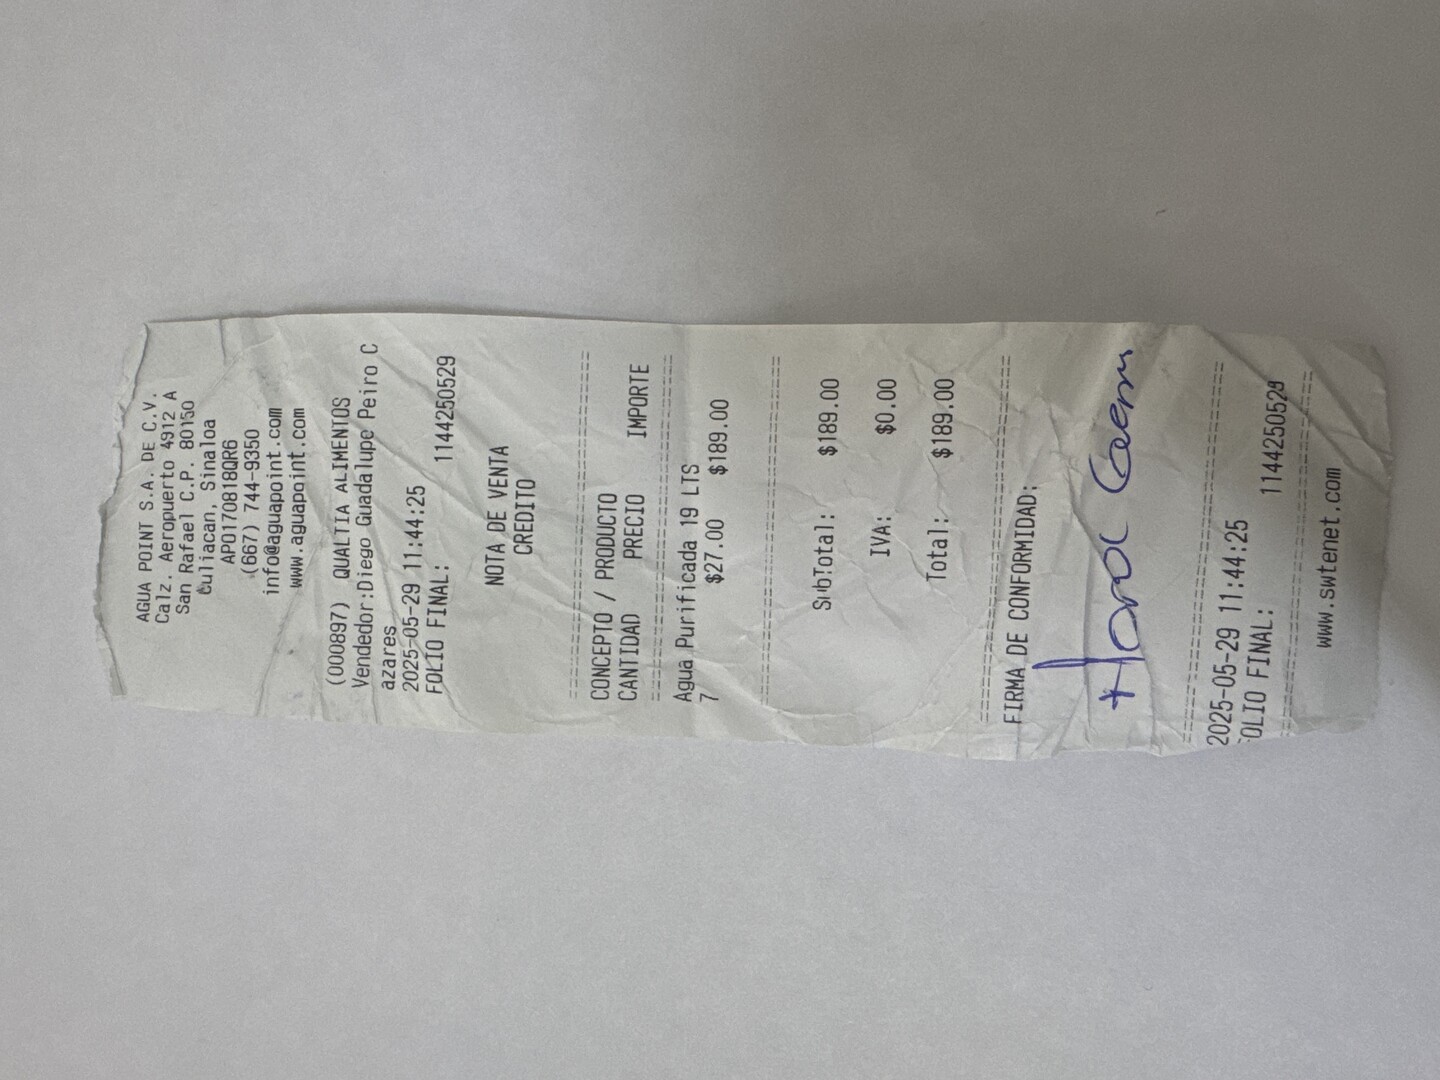 AGUA POINT S.A. DE C.V.
Calz. Aeropuerto 4912 A
San Rafael C.P. 80150
Culiacan, Sinaloa
APO170818QR6
(667) 744-9350
info@aguapoint.com
www.aguapoint.com
(000897) QUALTIA ALIMENTOS
Vendedor:Diego Guadalupe Peiro C
azares
2025-05-29 11:44:25
FOLIO FINAL: 1144250529
NOTA DE VENTA
CREDITO
CONCEPTO / PRODUCTO
CANTIDAD PRECIO IMPORTE
Agua Purificada 19 LTS
7 $27.00 $189.00
SubTotal: $189.00
IVA: $0.00
Total: $189.00
FIRMA DE CONFORMIDAD:
2025-05-29 11:44:25
FOLIO FINAL: 1144250529
www.swtenet.com